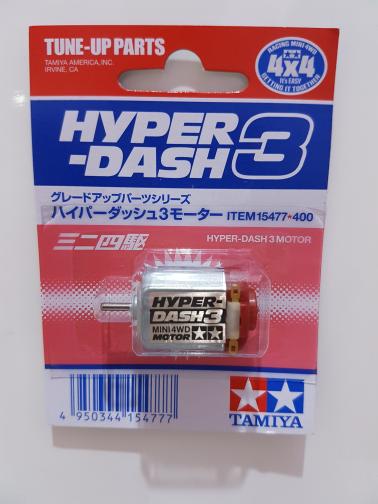 TUNE-UP PARTS
TAMIYA AMERICA, INC.
IRVINE, CA
RACING MINI 4WD
4x4
It's EASY
GETTING IT TOGETHER
HYPER
-DASH3
グレードアップパーツシリーズ
ハイパーダッシュ3モーター ITEM 15477★400
ミニ四駆
HYPER-DASH 3 MOTOR
HYPER-
DASH3
MINI 4WD
MOTOR
4 950344 154777
TAMIYA